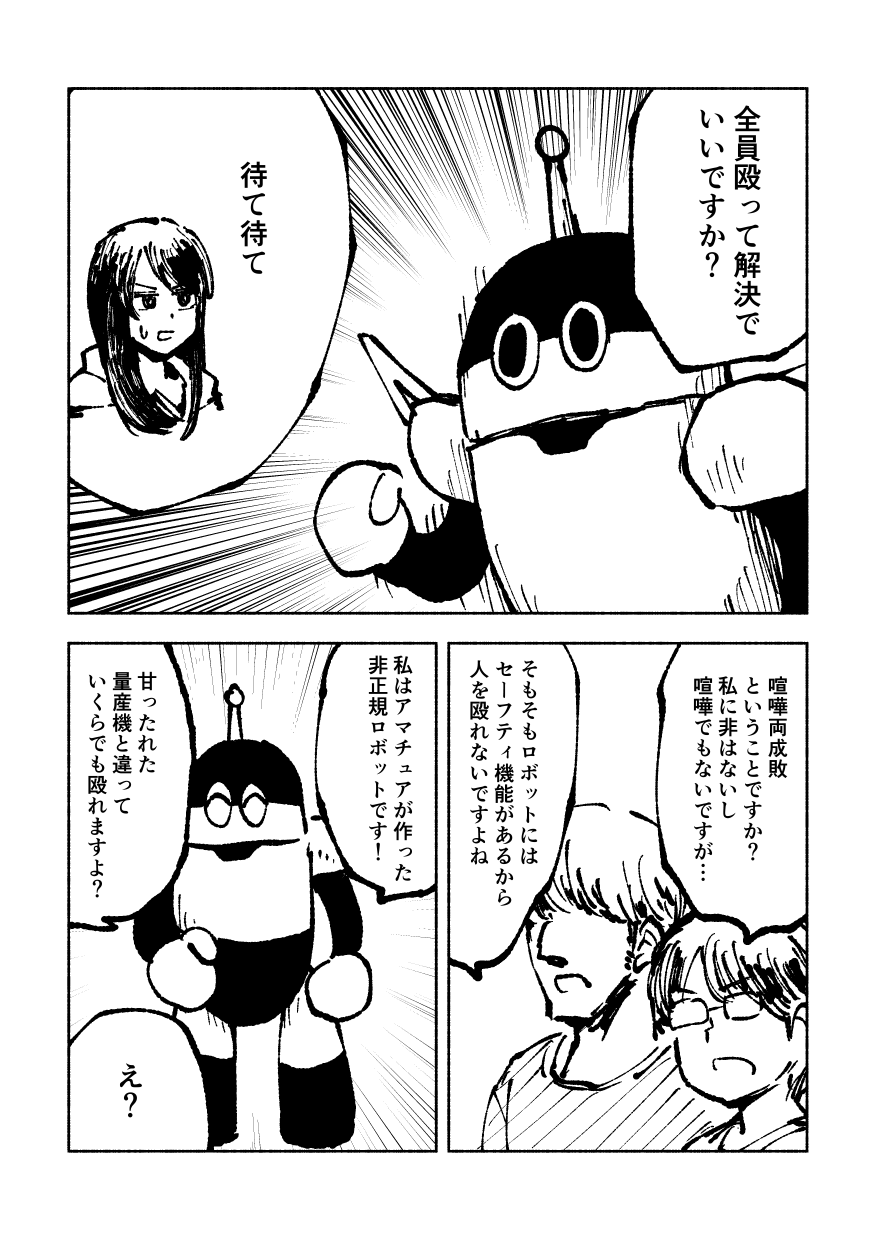 全員殴って解決で
いいですか？
待て待て
喧嘩両成敗
ということですか？
私に非はないし
喧嘩でもないですが…
そもそもロボットには
セーフティ機能があるから
人を殴れないですよね
私はアマチュアが作った
非正規ロボットです！
甘ったれた
量産機と違って
いくらでも殴れますよ？
え？